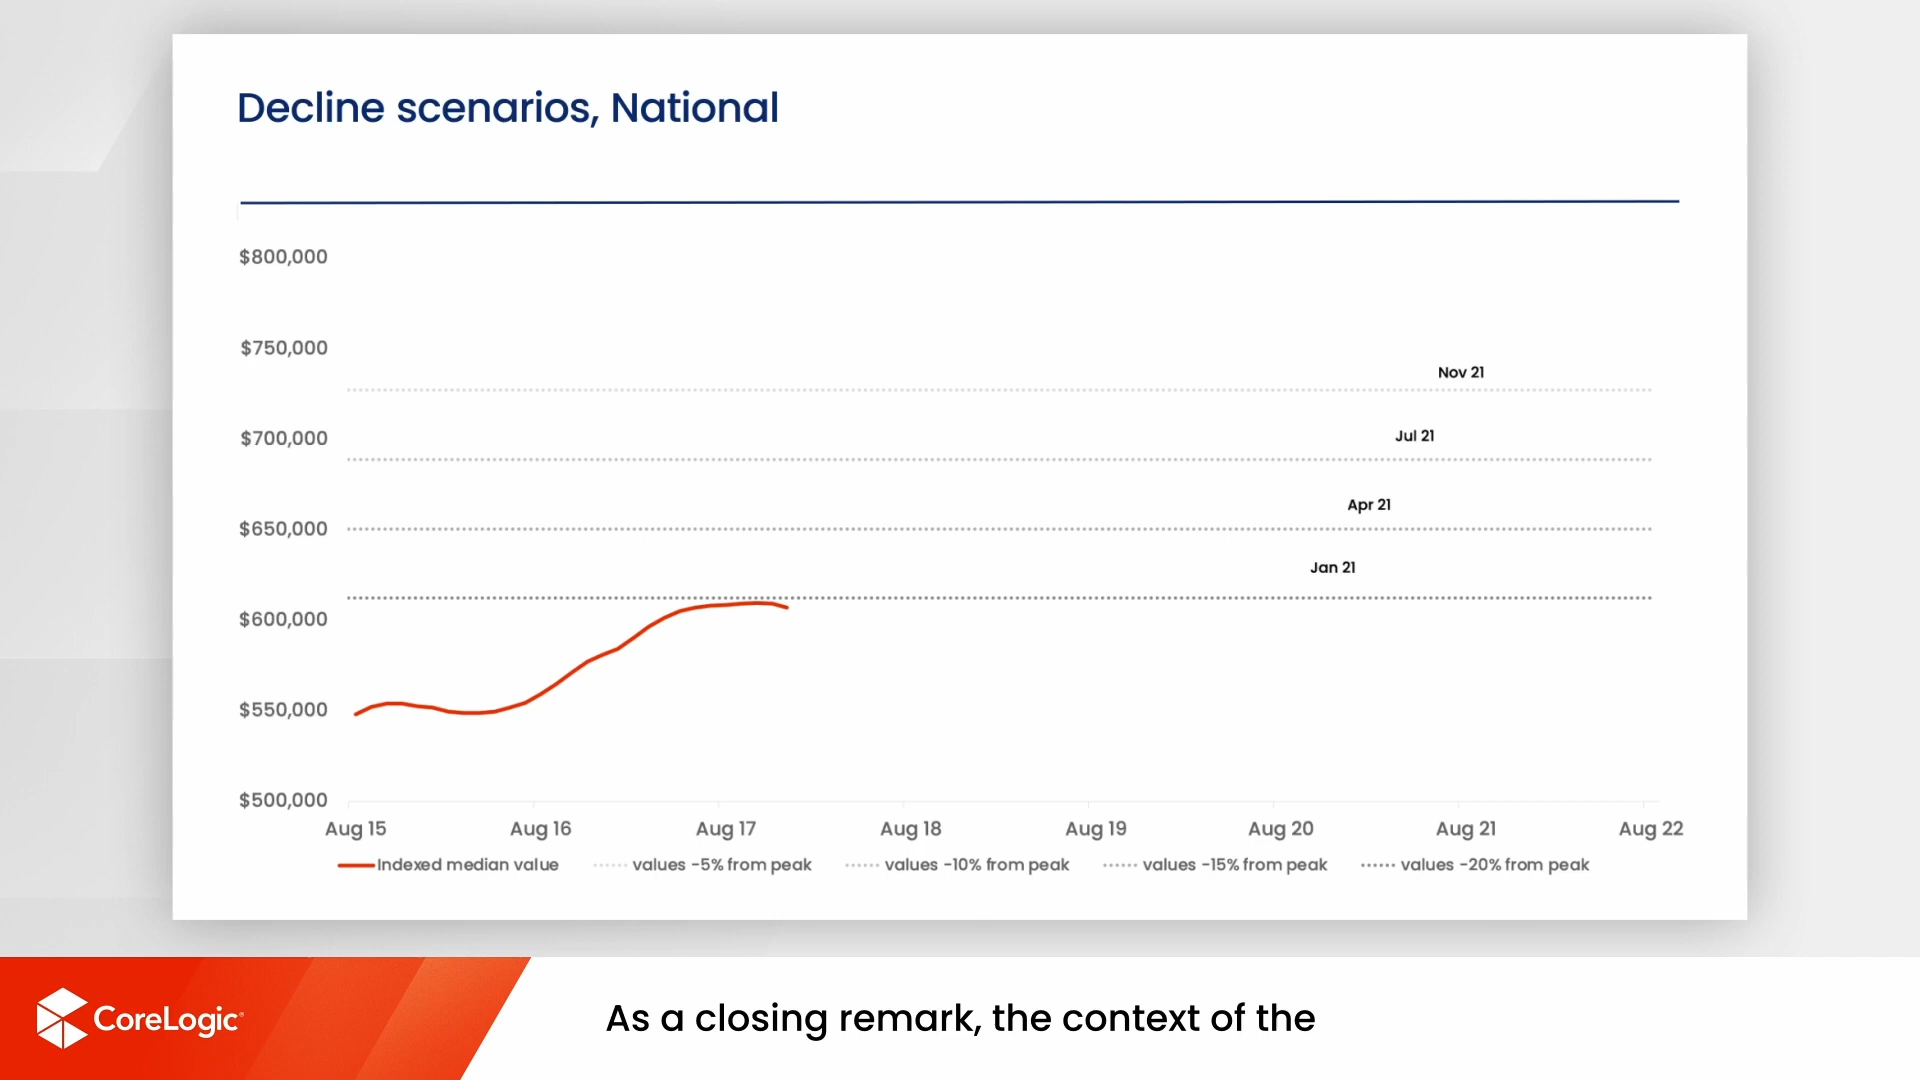 Decline scenarios, National
$800,000
$750,000
Nov 21
$700,000
Jul 21
Apr 21
$650,000
Jan 21
$600,000
$550,000
$500,000
Aug 15 Aug 16 Aug 17 Aug 18 Aug 19 Aug 20 Aug 21 Aug 22
Indexed median value values -5% from peak values -10% from peak values -15% from peak values -20% from peak
CoreLogic
As a closing remark, the context of the